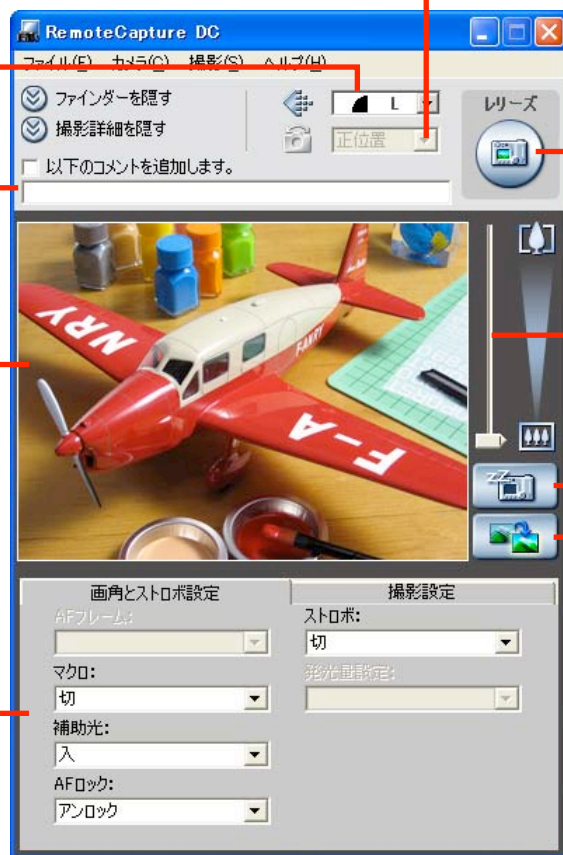 RemoteCapture DC
ファイル(F) カメラ(C) 撮影(S) ヘルプ(H)
ファインダーを隠す
L
レリーズ
撮影詳細を隠す
正位置
以下のコメントを追加します。
NRY
F-ANRY
F-A
画角とストロボ設定
撮影設定
AFフレーム:
ストロボ:
切
マクロ:
発光量設定:
切
補助光:
入
AFロック:
アンロック